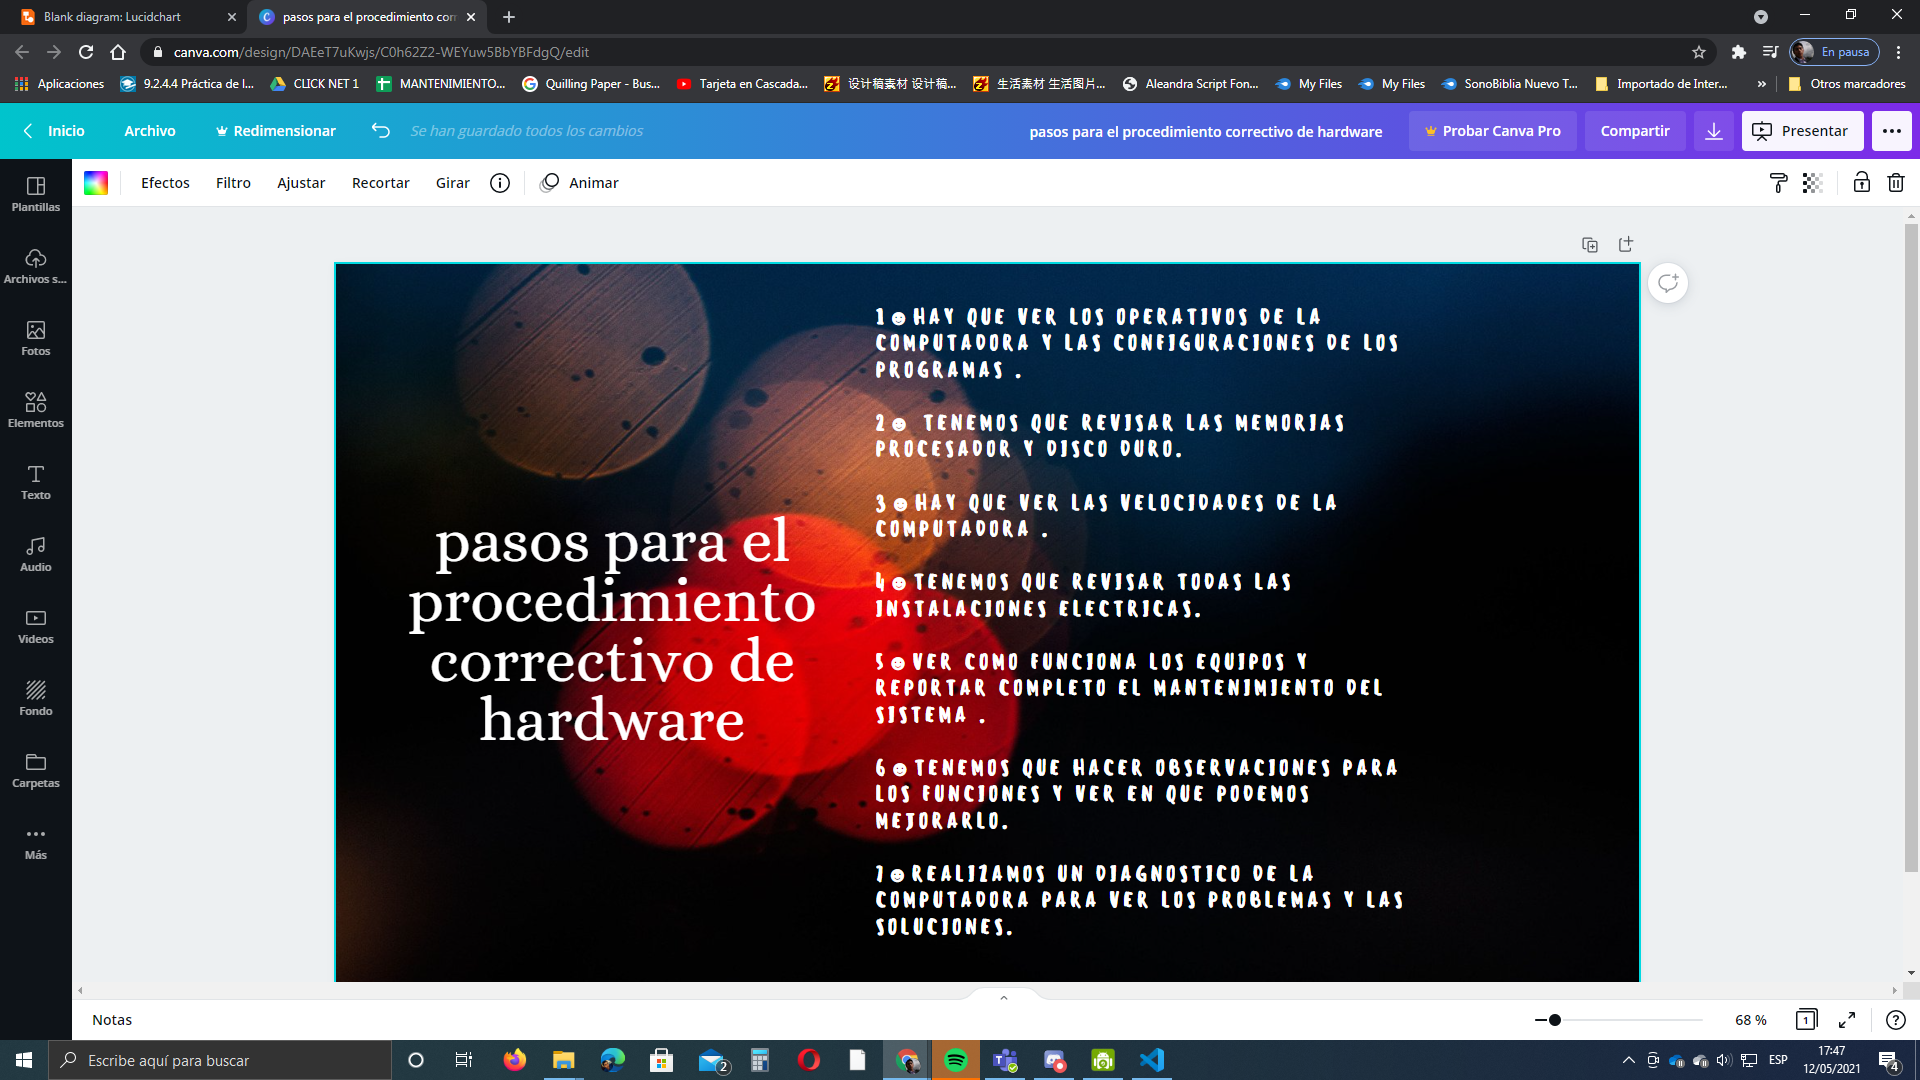 Blank diagram: Lucidchart
pasos para el procedimiento cor
canva.com/design/DAEeT7uKwjs/C0h62Z2-WEYuw5BbYBFdgQ/edit
En pausa
Aplicaciones
9.2.4.4 Práctica de l...
CLICK NET 1
MANTENIMIENTO...
Quilling Paper - Bus...
Tarjeta en Cascada...
设计稿素材 设计稿...
生活素材 生活图片...
Aleandra Script Fon...
My Files
My Files
SonoBiblia Nuevo T...
Importado de Inter...
»
Otros marcadores
Inicio
Archivo
Redimensionar
Se han guardado todos los cambios
pasos para el procedimiento correctivo de hardware
Probar Canva Pro
Compartir
Presentar
Efectos
Filtro
Ajustar
Recortar
Girar
Animar
Plantillas
Archivos s...
Fotos
Elementos
Texto
Audio
Videos
Fondo
Carpetas
Más
pasos para el
procedimiento
correctivo de
hardware
1☻HAY QUE VER LOS OPERATIVOS DE LA
COMPUTADORA Y LAS CONFIGURACIONES DE LOS
PROGRAMAS .
2☻ TENEMOS QUE REVISAR LAS MEMORIAS
PROCESADOR Y DISCO DURO.
3☻HAY QUE VER LAS VELOCIDADES DE LA
COMPUTADORA .
4☻TENEMOS QUE REVISAR TODAS LAS
INSTALACIONES ELECTRICAS.
5☻VER COMO FUNCIONA LOS EQUIPOS Y
REPORTAR COMPLETO EL MANTENIMIENTO DEL
SISTEMA .
6☻TENEMOS QUE HACER OBSERVACIONES PARA
LOS FUNCIONES Y VER EN QUE PODEMOS
MEJORARLO.
7☻REALIZAMOS UN DIAGNOSTICO DE LA
COMPUTADORA PARA VER LOS PROBLEMAS Y LAS
SOLUCIONES.
Notas
68 %
1
Escribe aquí para buscar
2
ESP
17:47
12/05/2021
4